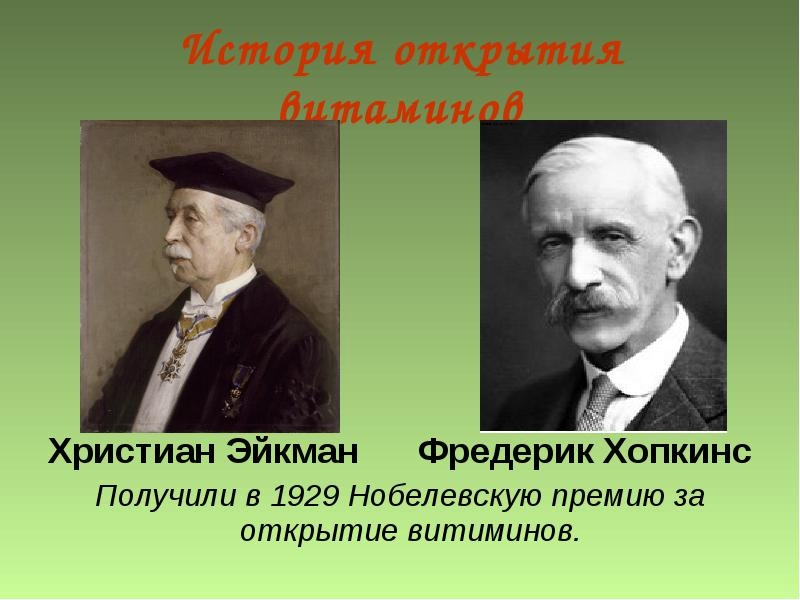 История открытия
витаминов
Христиан Эйкман Фредерик Хопкинс
Получили в 1929 Нобелевскую премию за
открытие витиминов.